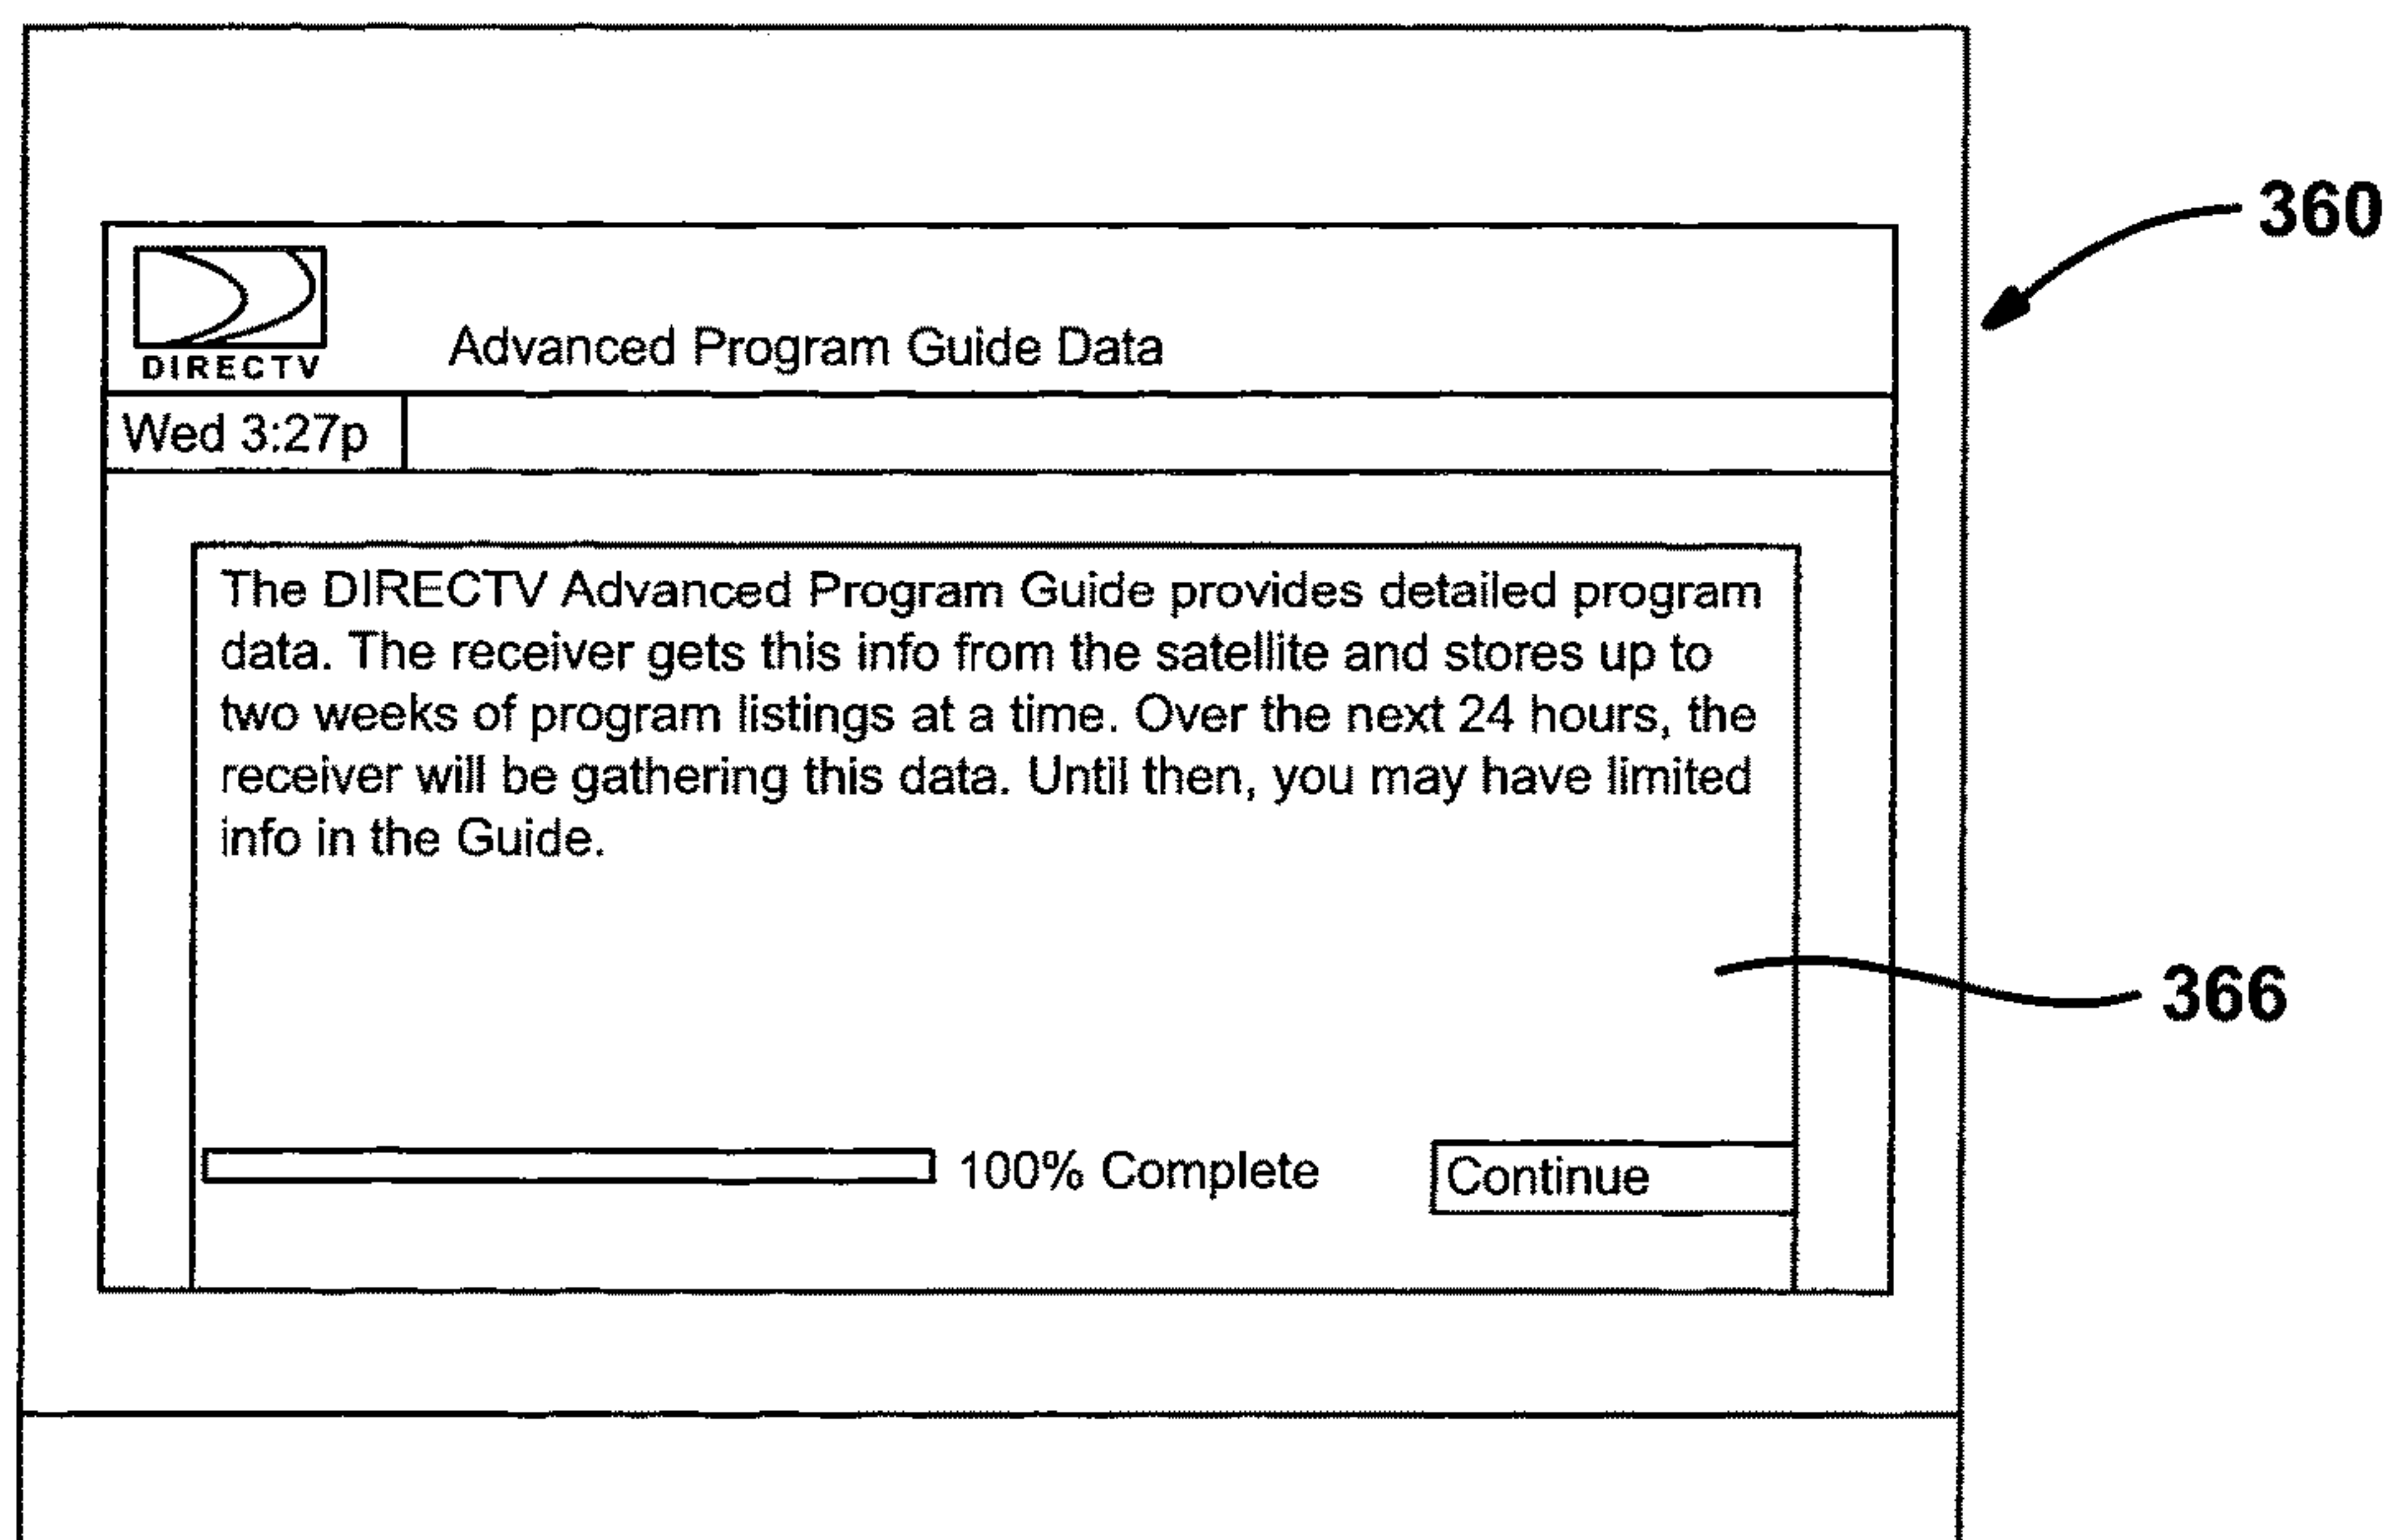 360
DIRECTV
Advanced Program Guide Data
Wed 3:27p
The DIRECTV Advanced Program Guide provides detailed program
data. The receiver gets this info from the satellite and stores up to
two weeks of program listings at a time. Over the next 24 hours, the
receiver will be gathering this data. Until then, you may have limited
info in the Guide.
366
100% Complete
Continue